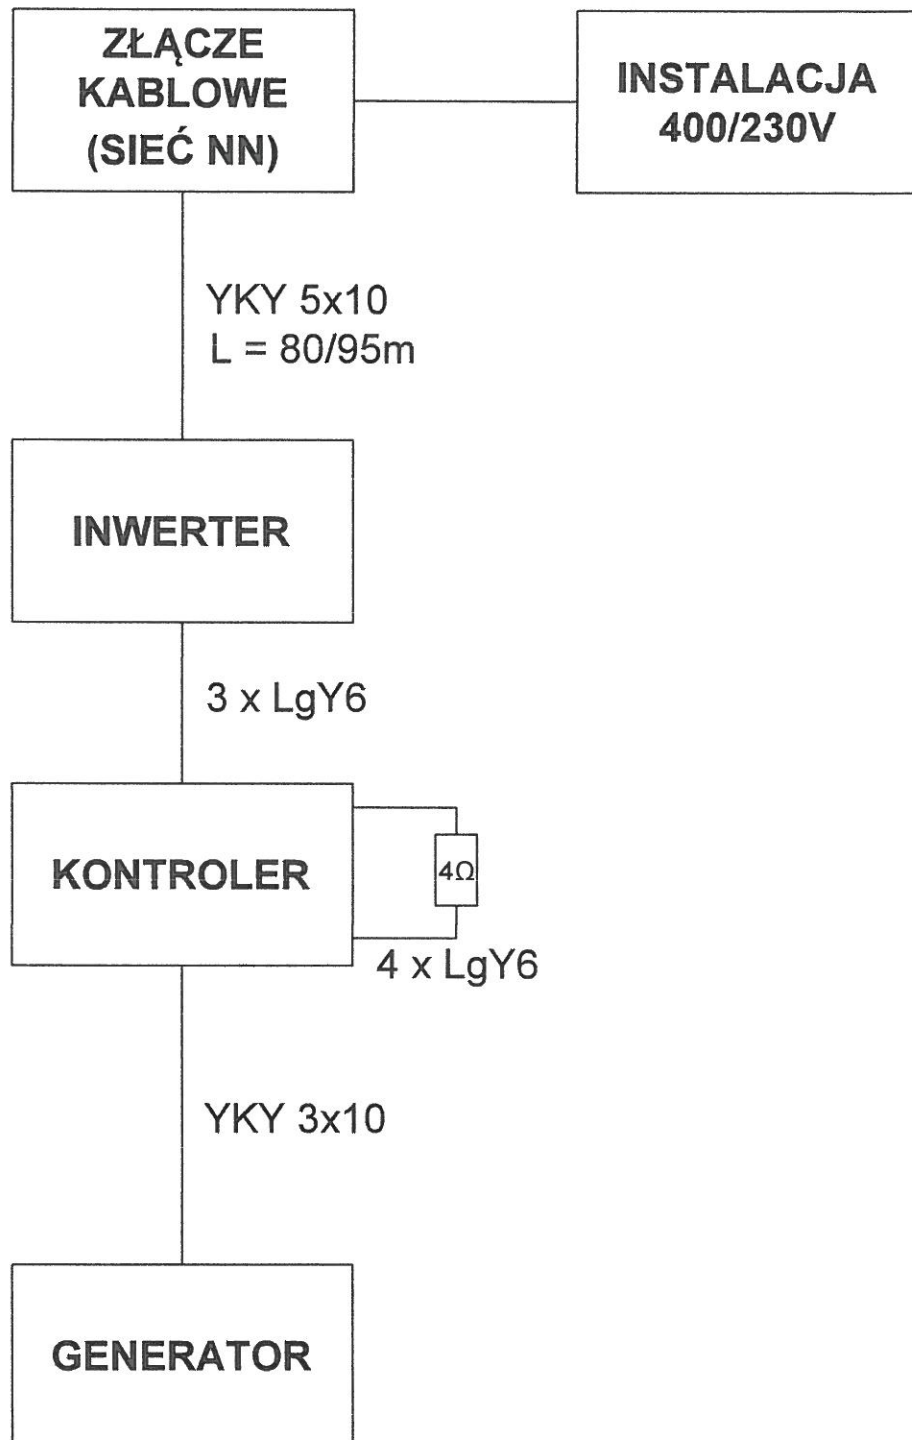 ZŁĄCZE
KABLOWE
(SIEĆ NN)
INSTALACJA
400/230V
YKY 5x10
L = 80/95m
INWERTER
3 x LgY6
KONTROLER
4Ω
4 x LgY6
YKY 3x10
GENERATOR